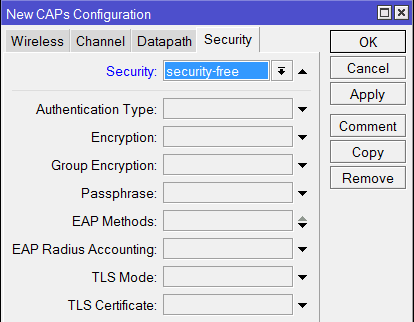 New CAPs Configuration
Wireless Channel Datapath Security
Security: security-free
Authentication Type:
Encryption:
Group Encryption:
Passphrase:
EAP Methods:
EAP Radius Accounting:
TLS Mode:
TLS Certificate:
OK
Cancel
Apply
Comment
Copy
Remove